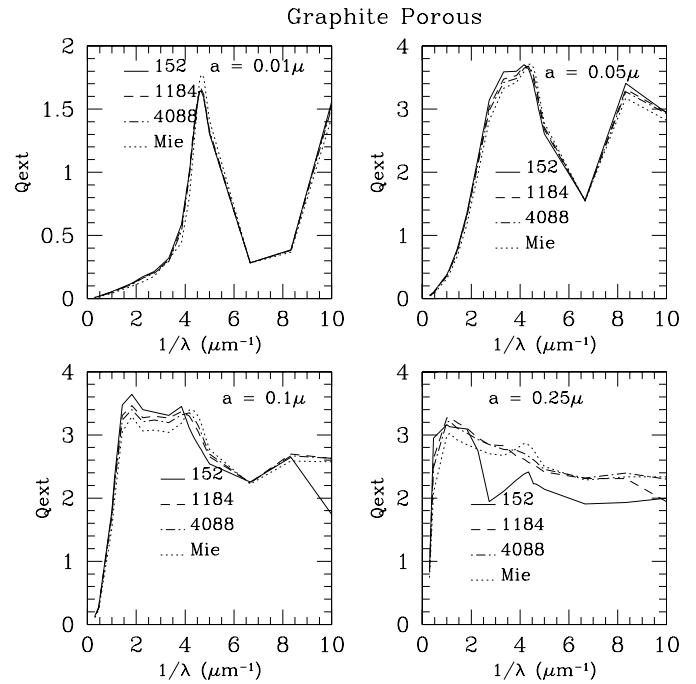 Graphite Porous
2
1.5
1
0.5
0
Qext
152
1184
4088
Mie
a = 0.01μ
0 2 4 6 8 10
1/λ (μm⁻¹)
4
3
2
1
0
Qext
a = 0.05μ
152
1184
4088
Mie
0 2 4 6 8 10
1/λ (μm⁻¹)
4
3
2
1
0
Qext
a = 0.1μ
152
1184
4088
Mie
0 2 4 6 8 10
1/λ (μm⁻¹)
4
3
2
1
0
Qext
a = 0.25μ
152
1184
4088
Mie
0 2 4 6 8 10
1/λ (μm⁻¹)